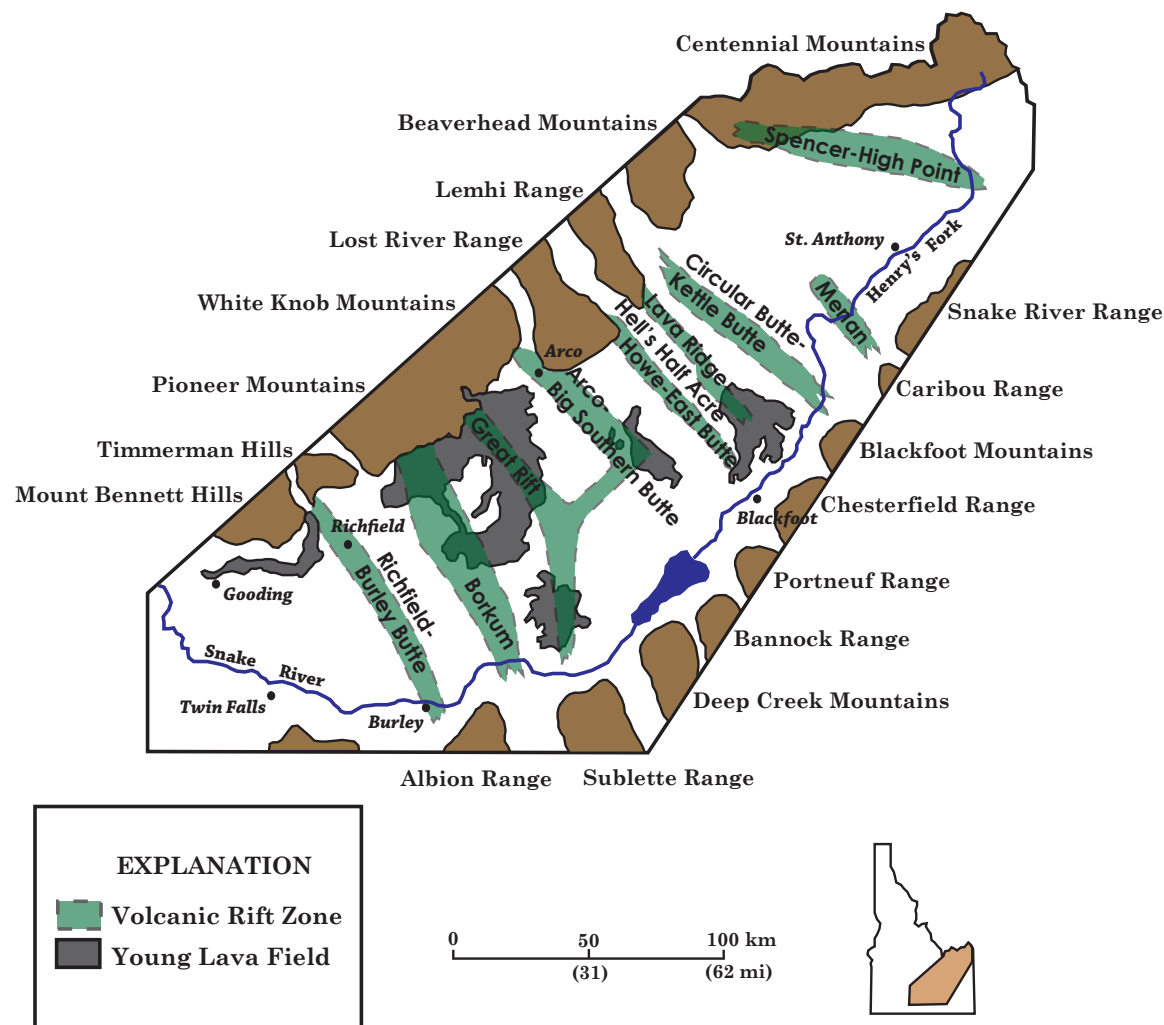 Centennial Mountains
Beaverhead Mountains
Spencer-High Point
Lemhi Range
Lost River Range
St. Anthony
Henry's Fork
White Knob Mountains
Circular Butte-
Kettle Butte
Menan
Snake River Range
Lava Ridge
Hell's Half Acre
Howe-East Butte
Arco
Arco-
Big Southern Butte
Pioneer Mountains
Caribou Range
Great Rift
Timmerman Hills
Blackfoot Mountains
Mount Bennett Hills
Chesterfield Range
Blackfoot
Richfield
Richfield-
Burley Butte
Borkum
Portneuf Range
Gooding
Bannock Range
Snake River
Twin Falls
Burley
Deep Creek Mountains
Albion Range
Sublette Range
EXPLANATION
Volcanic Rift Zone
Young Lava Field
0 50 100 km
(31) (62 mi)